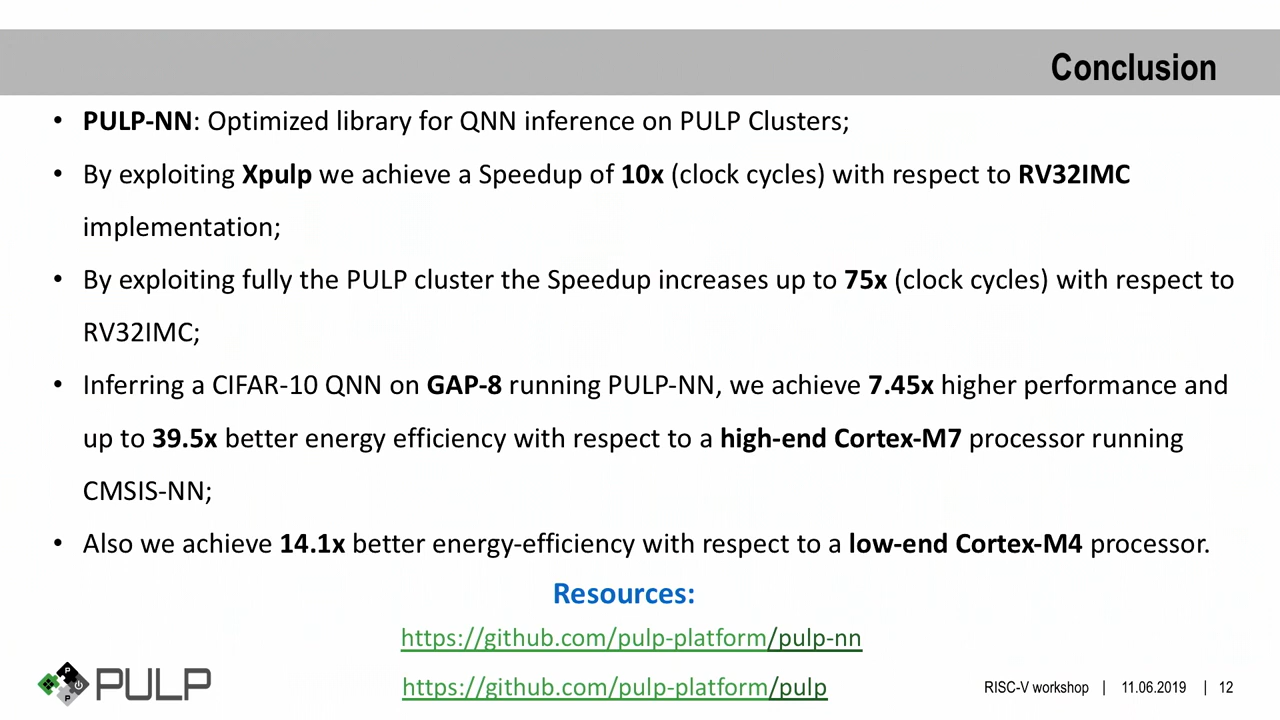 Conclusion
• PULP-NN: Optimized library for QNN inference on PULP Clusters;
• By exploiting Xpulp we achieve a Speedup of 10x (clock cycles) with respect to RV32IMC
implementation;
• By exploiting fully the PULP cluster the Speedup increases up to 75x (clock cycles) with respect to
RV32IMC;
• Inferring a CIFAR-10 QNN on GAP-8 running PULP-NN, we achieve 7.45x higher performance and
up to 39.5x better energy efficiency with respect to a high-end Cortex-M7 processor running
CMSIS-NN;
• Also we achieve 14.1x better energy-efficiency with respect to a low-end Cortex-M4 processor.
Resources:
https://github.com/pulp-platform/pulp-nn
https://github.com/pulp-platform/pulp
P
P
PULP
RISC-V workshop | 11.06.2019 | 12